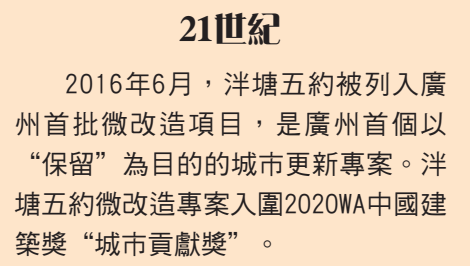 21世紀
2016年6月，泮塘五約被列入廣
州首批微改造項目，是廣州首個以
“保留”為目的的城市更新專案。泮
塘五約微改造專案入圍2020WA中國建
築獎“城市貢獻獎”。